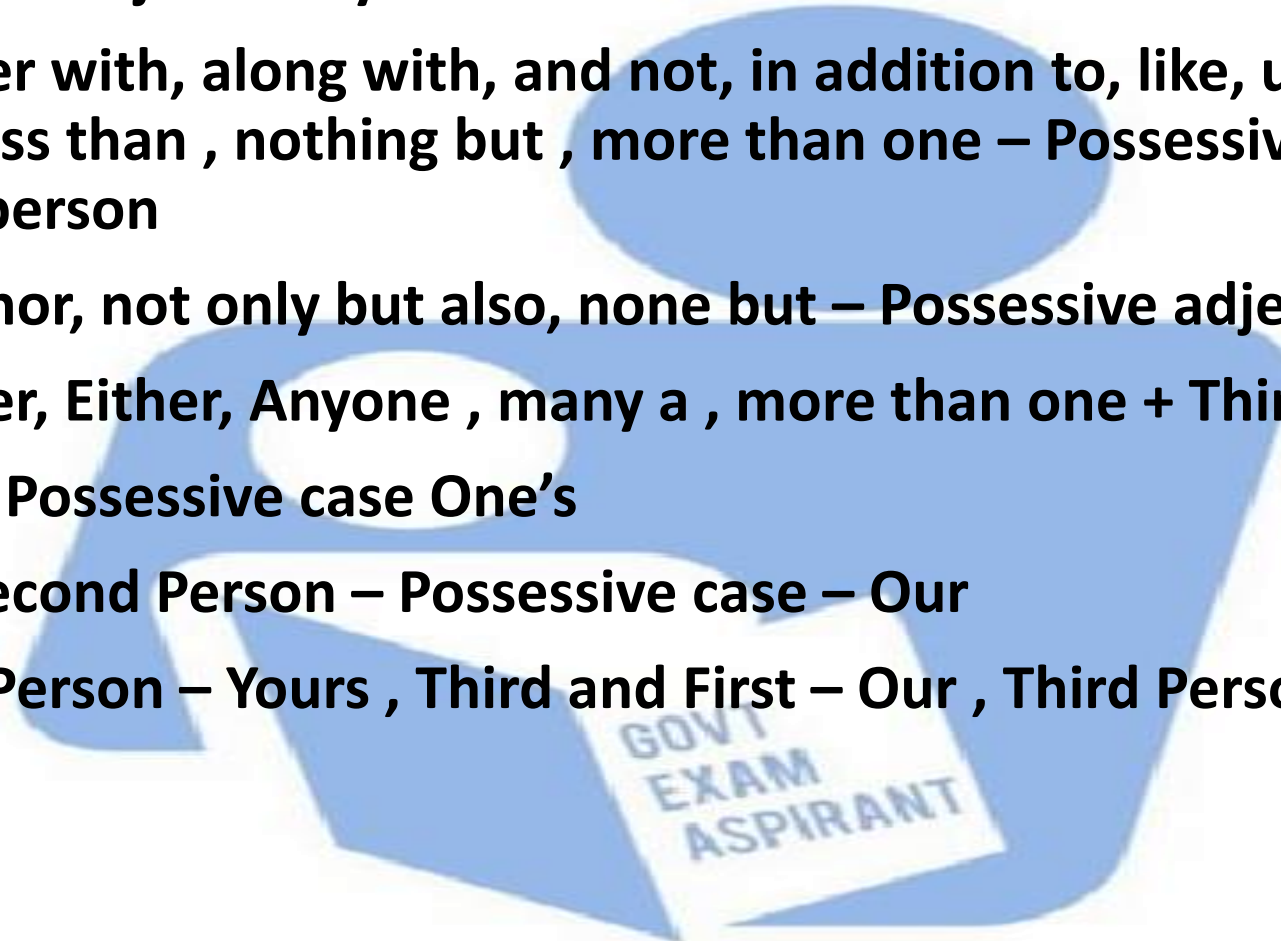 er with, along with, and not, in addition to, like, u
ss than , nothing but , more than one – Possessiv
person
nor, not only but also, none but – Possessive adje
er, Either, Anyone , many a , more than one + Thir
Possessive case One's
econd Person – Possessive case – Our
Person – Yours , Third and First – Our , Third Perso
GOVT
EXAM
ASPIRANT